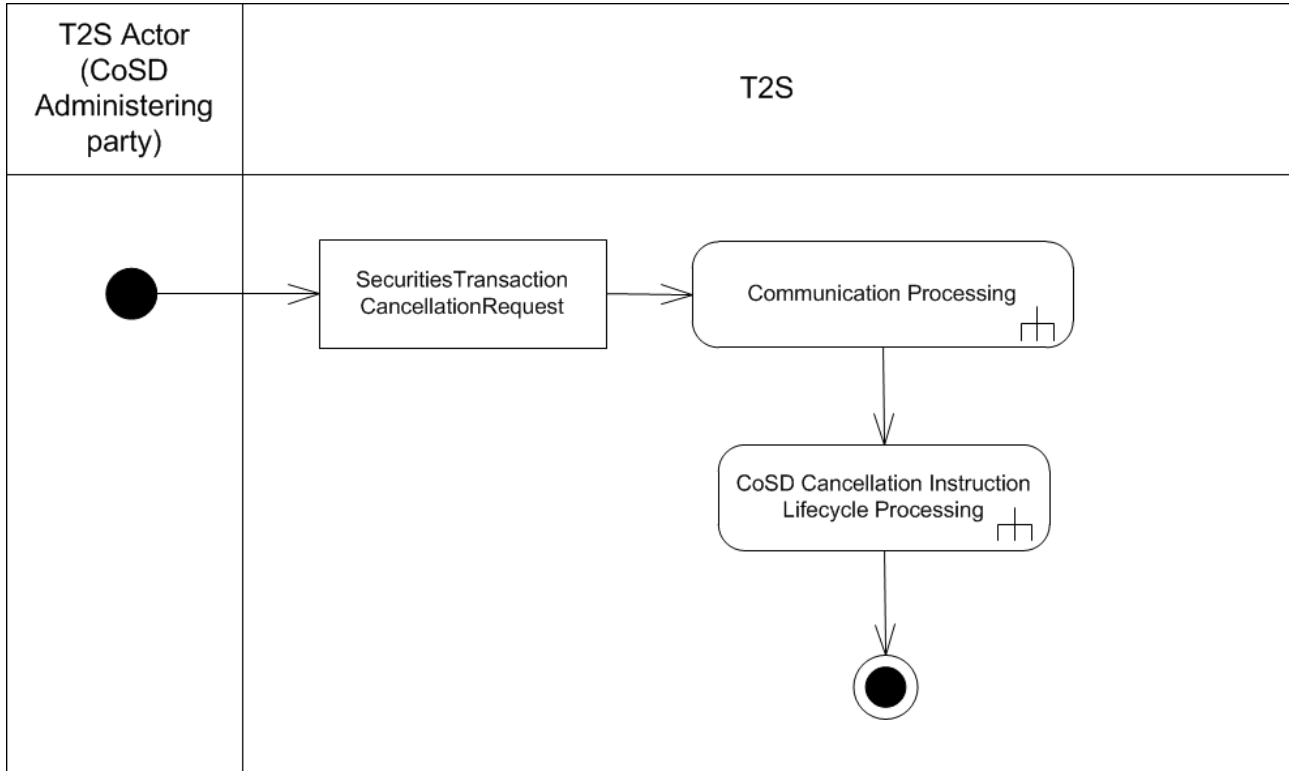 T2S Actor
(CoSD
Administering
party)
T2S
SecuritiesTransaction
CancellationRequest
Communication Processing
CoSD Cancellation Instruction
Lifecycle Processing